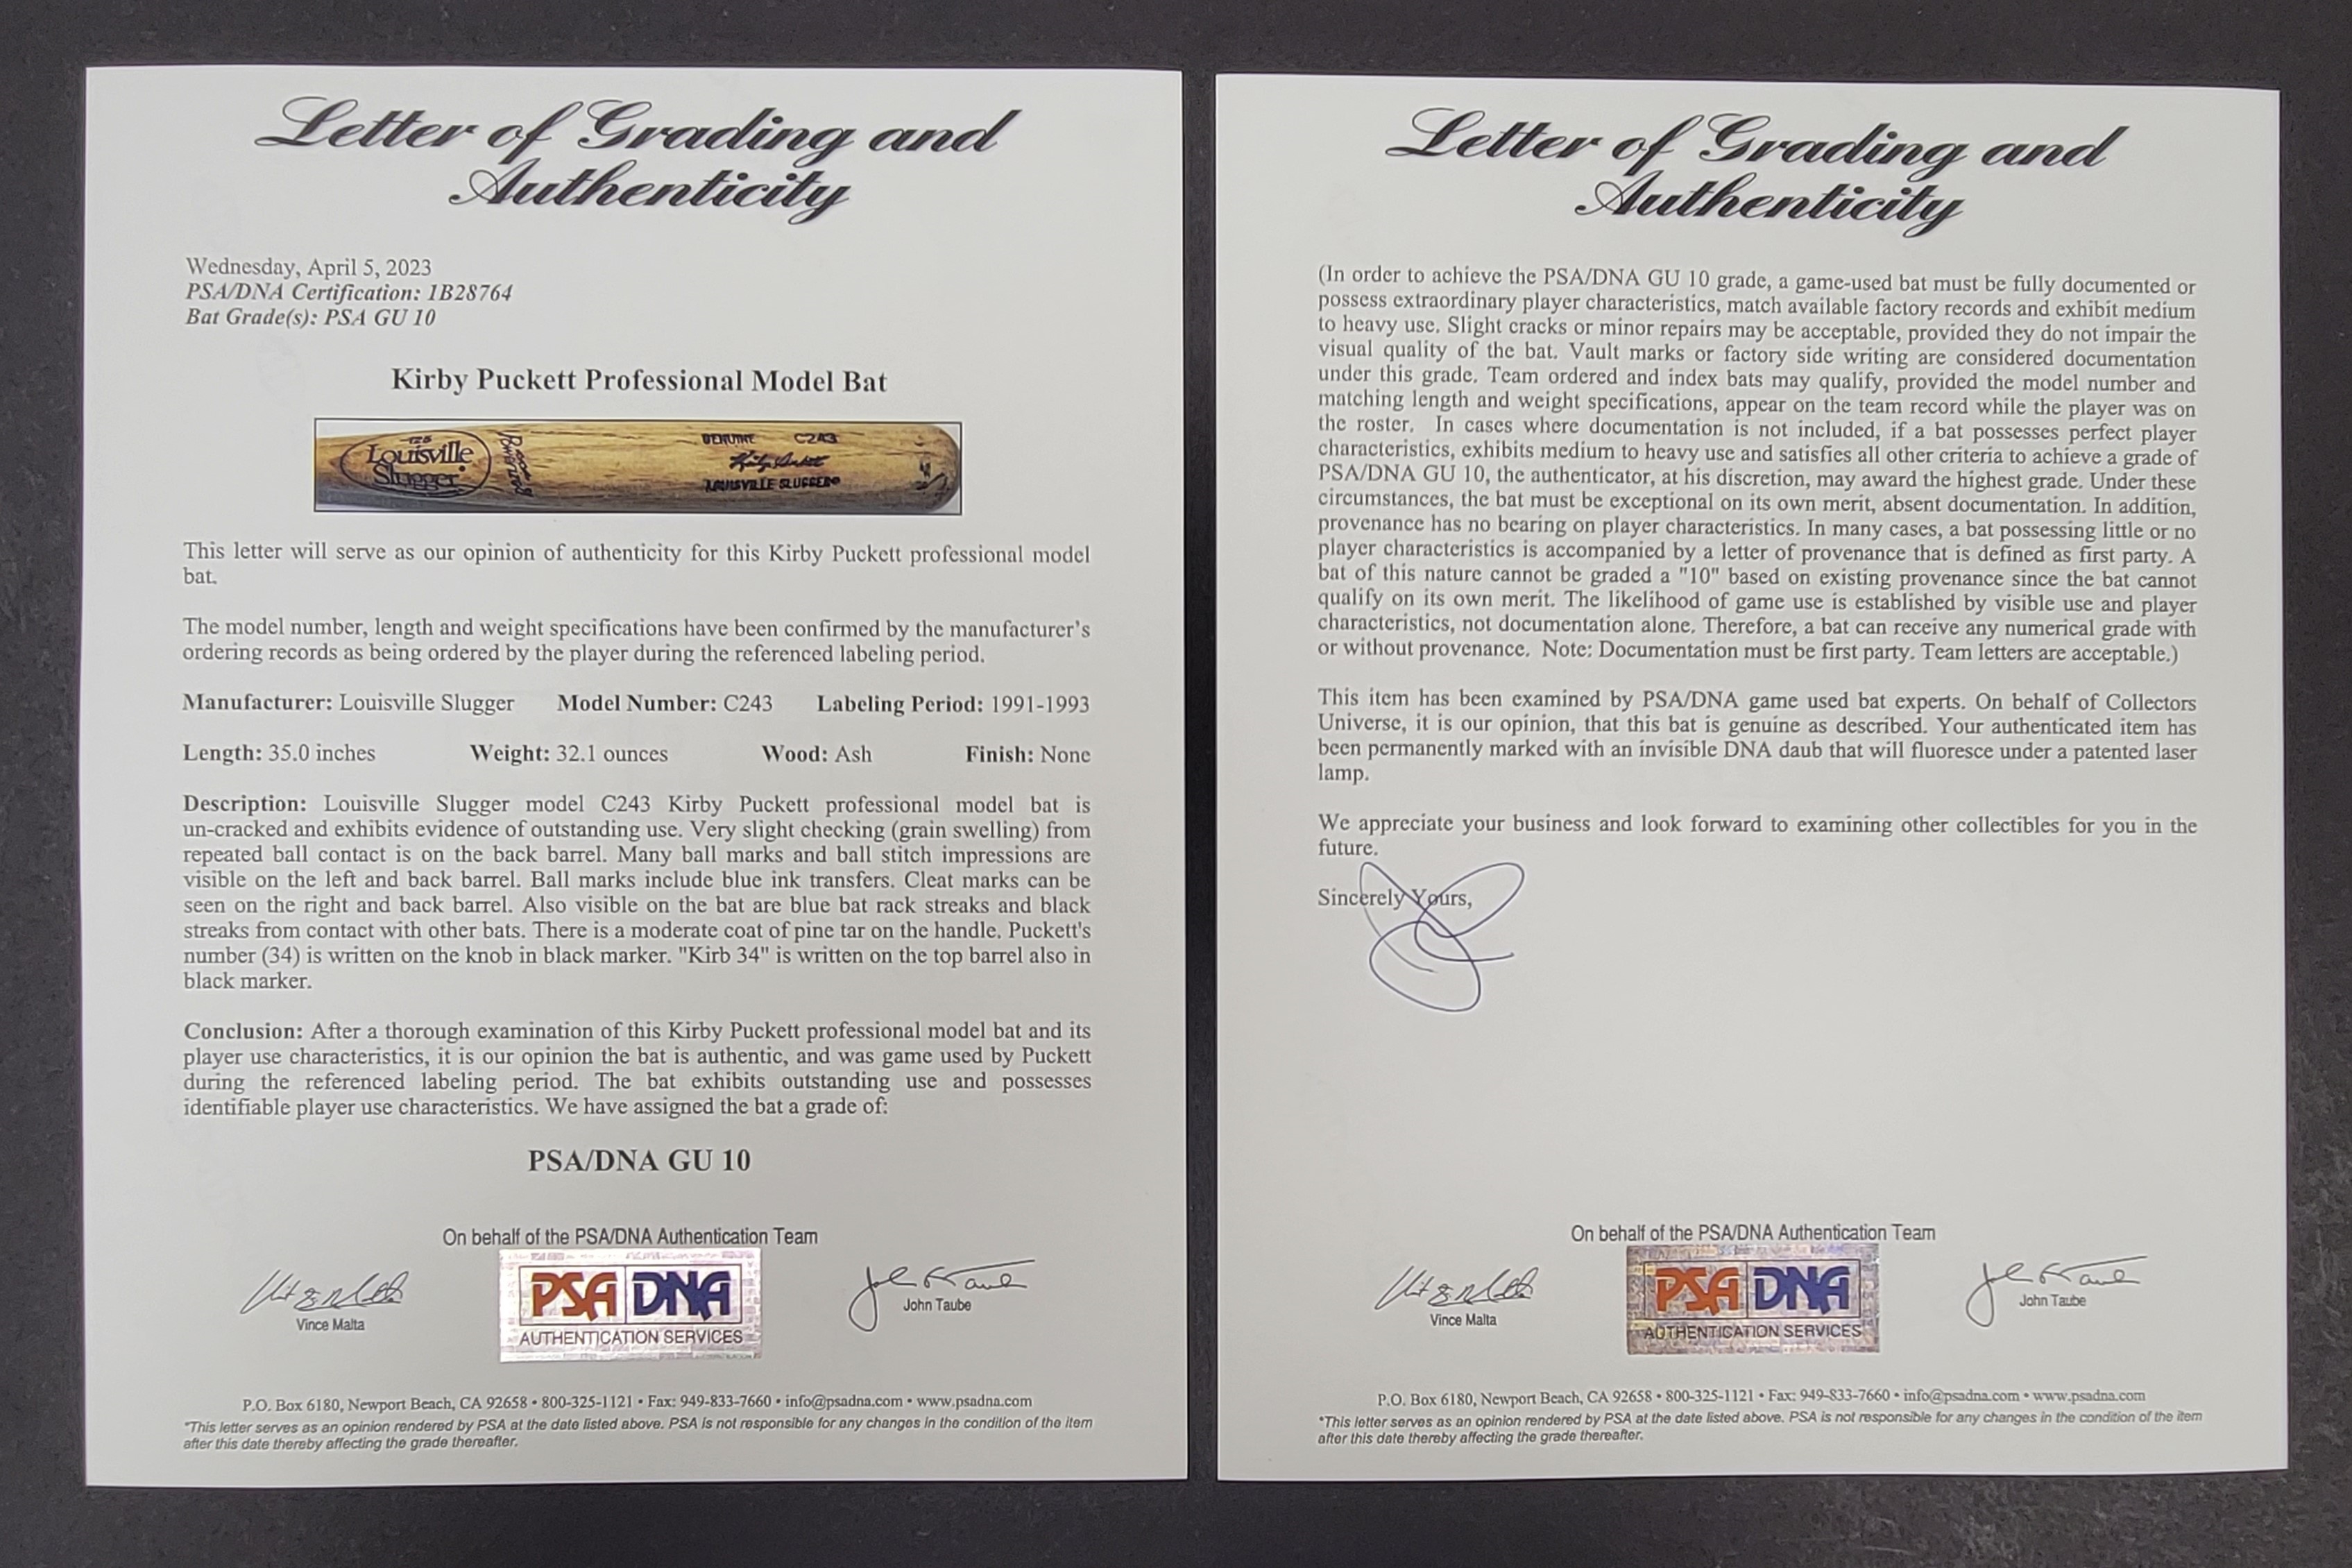 Letter of Grading and
Authenticity
Wednesday, April 5, 2023
PSA/DNA Certification: 1B28764
Bat Grade(s): PSA GU 10
Kirby Puckett Professional Model Bat
125
Louisville
Slugger
GENUINE C243
Kirby Puckett
LOUISVILLE SLUGGER
This letter will serve as our opinion of authenticity for this Kirby Puckett professional model
bat.
The model number, length and weight specifications have been confirmed by the manufacturer's
ordering records as being ordered by the player during the referenced labeling period.
Manufacturer: Louisville Slugger Model Number: C243 Labeling Period: 1991-1993
Length: 35.0 inches Weight: 32.1 ounces Wood: Ash Finish: None
Description: Louisville Slugger model C243 Kirby Puckett professional model bat is
un-cracked and exhibits evidence of outstanding use. Very slight checking (grain swelling) from
repeated ball contact is on the back barrel. Many ball marks and ball stitch impressions are
visible on the left and back barrel. Ball marks include blue ink transfers. Cleat marks can be
seen on the right and back barrel. Also visible on the bat are blue bat rack streaks and black
streaks from contact with other bats. There is a moderate coat of pine tar on the handle. Puckett's
number (34) is written on the knob in black marker. "Kirb 34" is written on the top barrel also in
black marker.
Conclusion: After a thorough examination of this Kirby Puckett professional model bat and its
player use characteristics, it is our opinion the bat is authentic, and was game used by Puckett
during the referenced labeling period. The bat exhibits outstanding use and possesses
identifiable player use characteristics. We have assigned the bat a grade of:
PSA/DNA GU 10
On behalf of the PSA/DNA Authentication Team
Vince Malta
PSA DNA
AUTHENTICATION SERVICES
John Taube
P.O. Box 6180, Newport Beach, CA 92658 • 800-325-1121 • Fax: 949-833-7660 • info@psadna.com • www.psadna.com
*This letter serves as an opinion rendered by PSA at the date listed above. PSA is not responsible for any changes in the condition of the item
after this date thereby affecting the grade thereafter.
Letter of Grading and
Authenticity
(In order to achieve the PSA/DNA GU 10 grade, a game-used bat must be fully documented or
possess extraordinary player characteristics, match available factory records and exhibit medium
to heavy use. Slight cracks or minor repairs may be acceptable, provided they do not impair the
visual quality of the bat. Vault marks or factory side writing are considered documentation
under this grade. Team ordered and index bats may qualify, provided the model number and
matching length and weight specifications, appear on the team record while the player was on
the roster. In cases where documentation is not included, if a bat possesses perfect player
characteristics, exhibits medium to heavy use and satisfies all other criteria to achieve a grade of
PSA/DNA GU 10, the authenticator, at his discretion, may award the highest grade. Under these
circumstances, the bat must be exceptional on its own merit, absent documentation. In addition,
provenance has no bearing on player characteristics. In many cases, a bat possessing little or no
player characteristics is accompanied by a letter of provenance that is defined as first party. A
bat of this nature cannot be graded a "10" based on existing provenance since the bat cannot
qualify on its own merit. The likelihood of game use is established by visible use and player
characteristics, not documentation alone. Therefore, a bat can receive any numerical grade with
or without provenance. Note: Documentation must be first party. Team letters are acceptable.)
This item has been examined by PSA/DNA game used bat experts. On behalf of Collectors
Universe, it is our opinion, that this bat is genuine as described. Your authenticated item has
been permanently marked with an invisible DNA daub that will fluoresce under a patented laser
lamp.
We appreciate your business and look forward to examining other collectibles for you in the
future.
Sincerely Yours,
On behalf of the PSA/DNA Authentication Team
Vince Malta
PSA DNA
AUTHENTICATION SERVICES
John Taube
P.O. Box 6180, Newport Beach, CA 92658 • 800-325-1121 • Fax: 949-833-7660 • info@psadna.com • www.psadna.com
*This letter serves as an opinion rendered by PSA at the date listed above. PSA is not responsible for any changes in the condition of the item
after this date thereby affecting the grade thereafter.